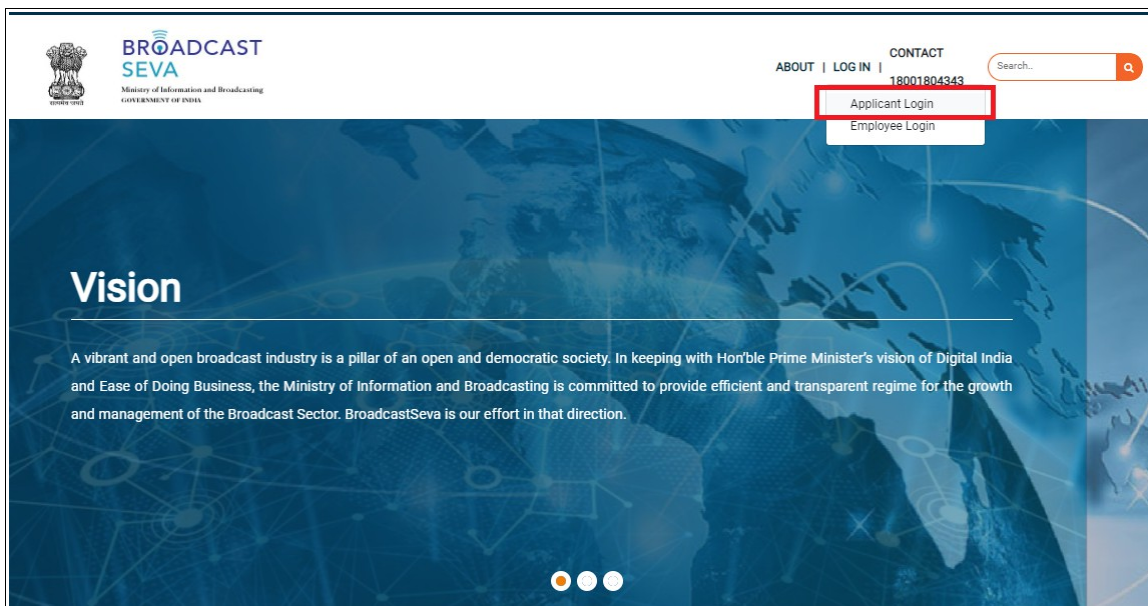 BROADCAST
SEVA
Ministry of Information and Broadcasting
GOVERNMENT OF INDIA
सत्यमेव जयते
ABOUT | LOG IN | CONTACT
18001804343
Search..
Applicant Login
Employee Login
Vision
A vibrant and open broadcast industry is a pillar of an open and democratic society. In keeping with Hon'ble Prime Minister's vision of Digital India
and Ease of Doing Business, the Ministry of Information and Broadcasting is committed to provide efficient and transparent regime for the growth
and management of the Broadcast Sector. BroadcastSeva is our effort in that direction.